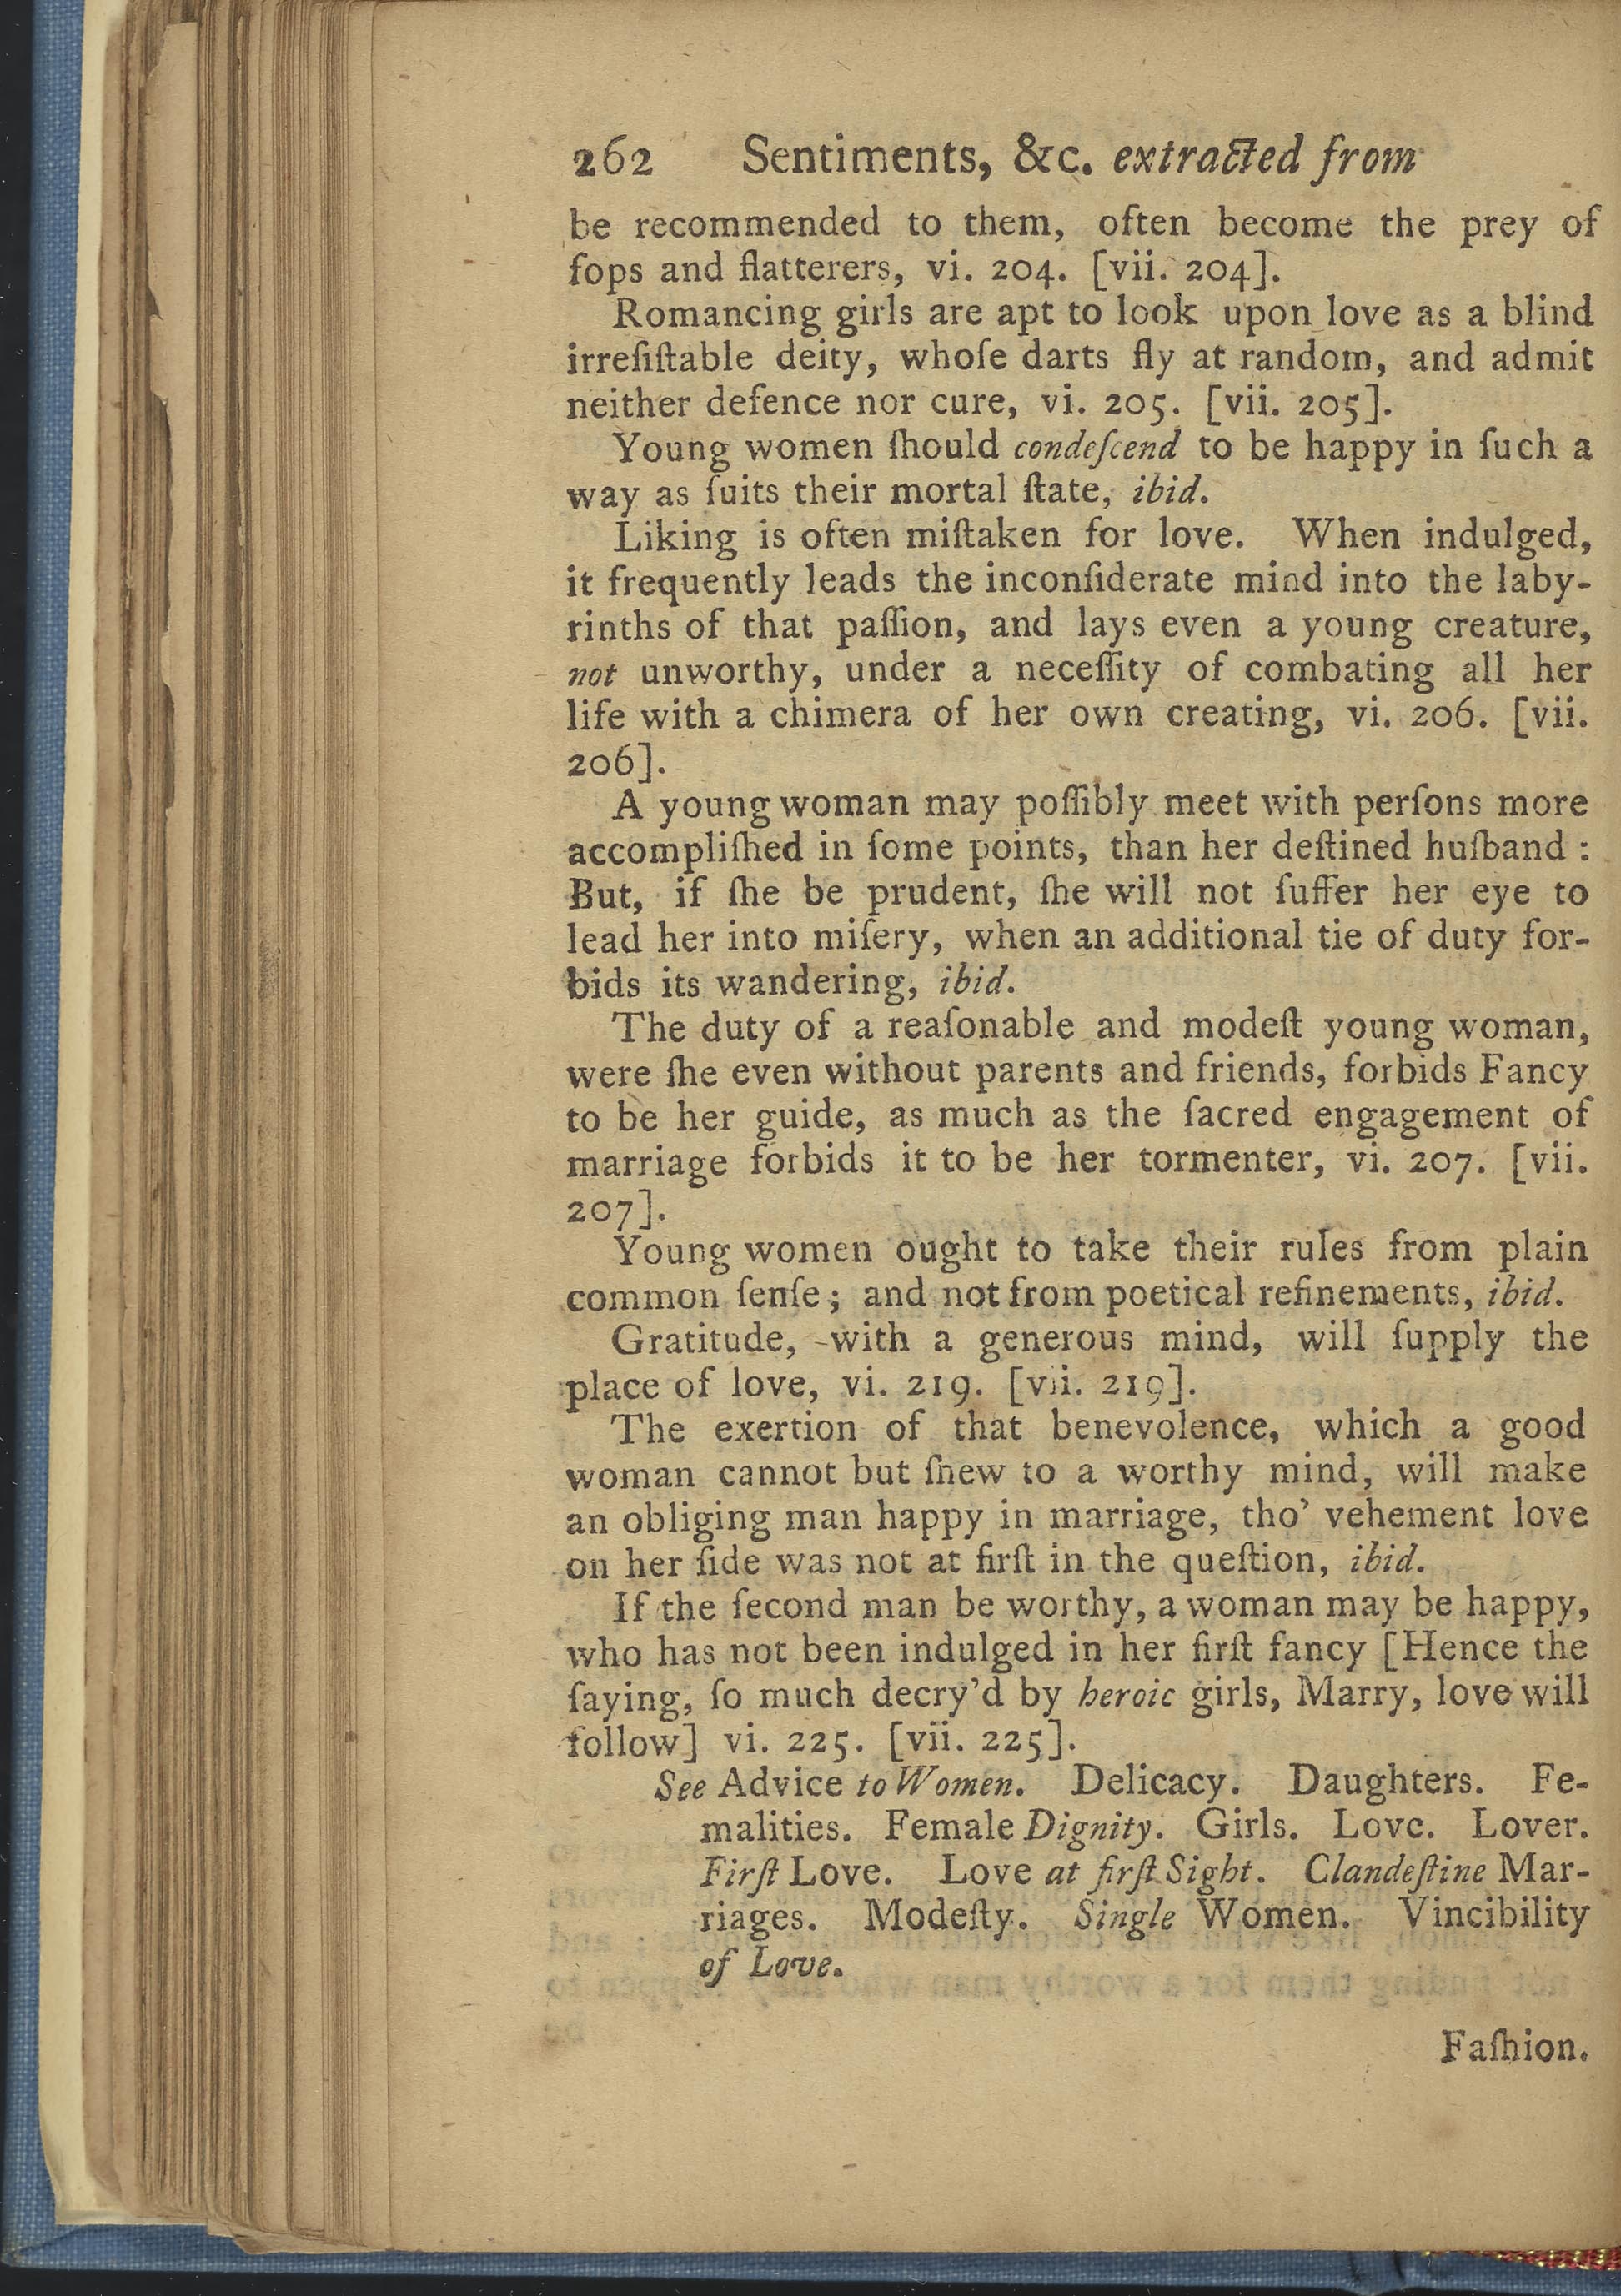 262 Sentiments, &c. extracted from
be recommended to them, often become the prey of
fops and flatterers, vi. 204. [vii. 204].
Romancing girls are apt to look upon love as a blind
irreſiſtable deity, whoſe darts fly at random, and admit
neither defence nor cure, vi. 205. [vii. 205].
Young women ſhould condeſcend to be happy in ſuch a
way as ſuits their mortal ſtate, ibid.
Liking is often miſtaken for love. When indulged,
it frequently leads the inconſiderate mind into the laby-
rinths of that paſſion, and lays even a young creature,
not unworthy, under a neceſſity of combating all her
life with a chimera of her own creating, vi. 206. [vii.
206].
A young woman may poſſibly meet with perſons more
accompliſhed in ſome points, than her deſtined huſband :
But, if ſhe be prudent, ſhe will not ſuffer her eye to
lead her into miſery, when an additional tie of duty for-
bids its wandering, ibid.
The duty of a reaſonable and modeſt young woman,
were ſhe even without parents and friends, forbids Fancy
to be her guide, as much as the ſacred engagement of
marriage forbids it to be her tormenter, vi. 207. [vii.
207].
Young women ought to take their rules from plain
common ſenſe; and not from poetical refinements, ibid.
Gratitude, with a generous mind, will ſupply the
place of love, vi. 219. [vii. 219].
The exertion of that benevolence, which a good
woman cannot but ſhew to a worthy mind, will make
an obliging man happy in marriage, tho' vehement love
on her ſide was not at firſt in the queſtion, ibid.
If the ſecond man be worthy, a woman may be happy,
who has not been indulged in her firſt fancy [Hence the
ſaying, ſo much decry'd by heroic girls, Marry, love will
follow] vi. 225. [vii. 225].
See Advice to Women. Delicacy. Daughters. Fe-
malities. Female Dignity. Girls. Love. Lover.
Firſt Love. Love at firſt Sight. Clandeſtine Mar-
riages. Modeſty. Single Women. Vincibility
of Love.
Faſhion.